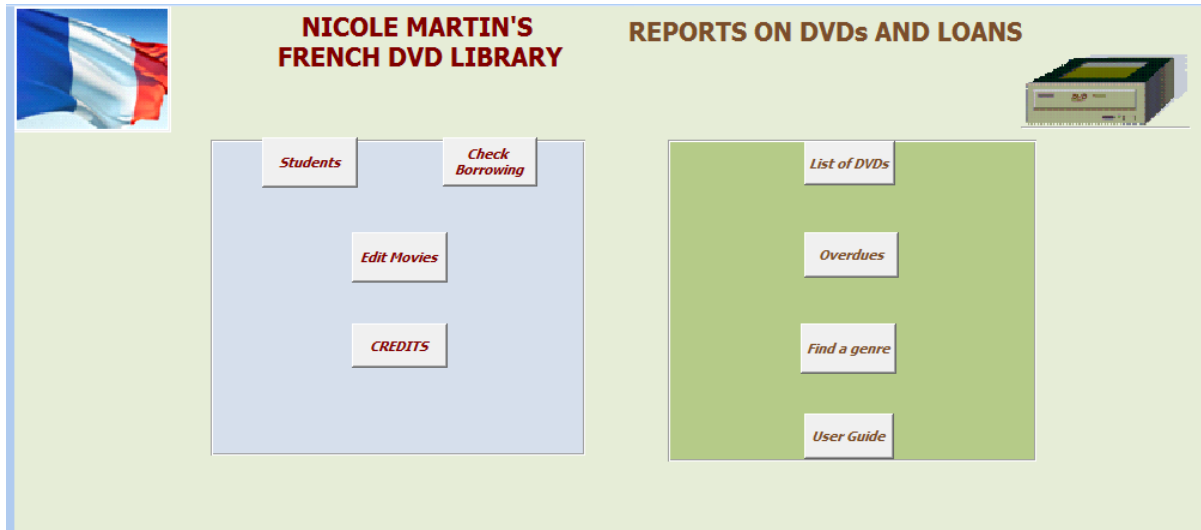 NICOLE MARTIN'S
FRENCH DVD LIBRARY
REPORTS ON DVDs AND LOANS
Students
Check
Borrowing
Edit Movies
CREDITS
List of DVDs
Overdues
Find a genre
User Guide